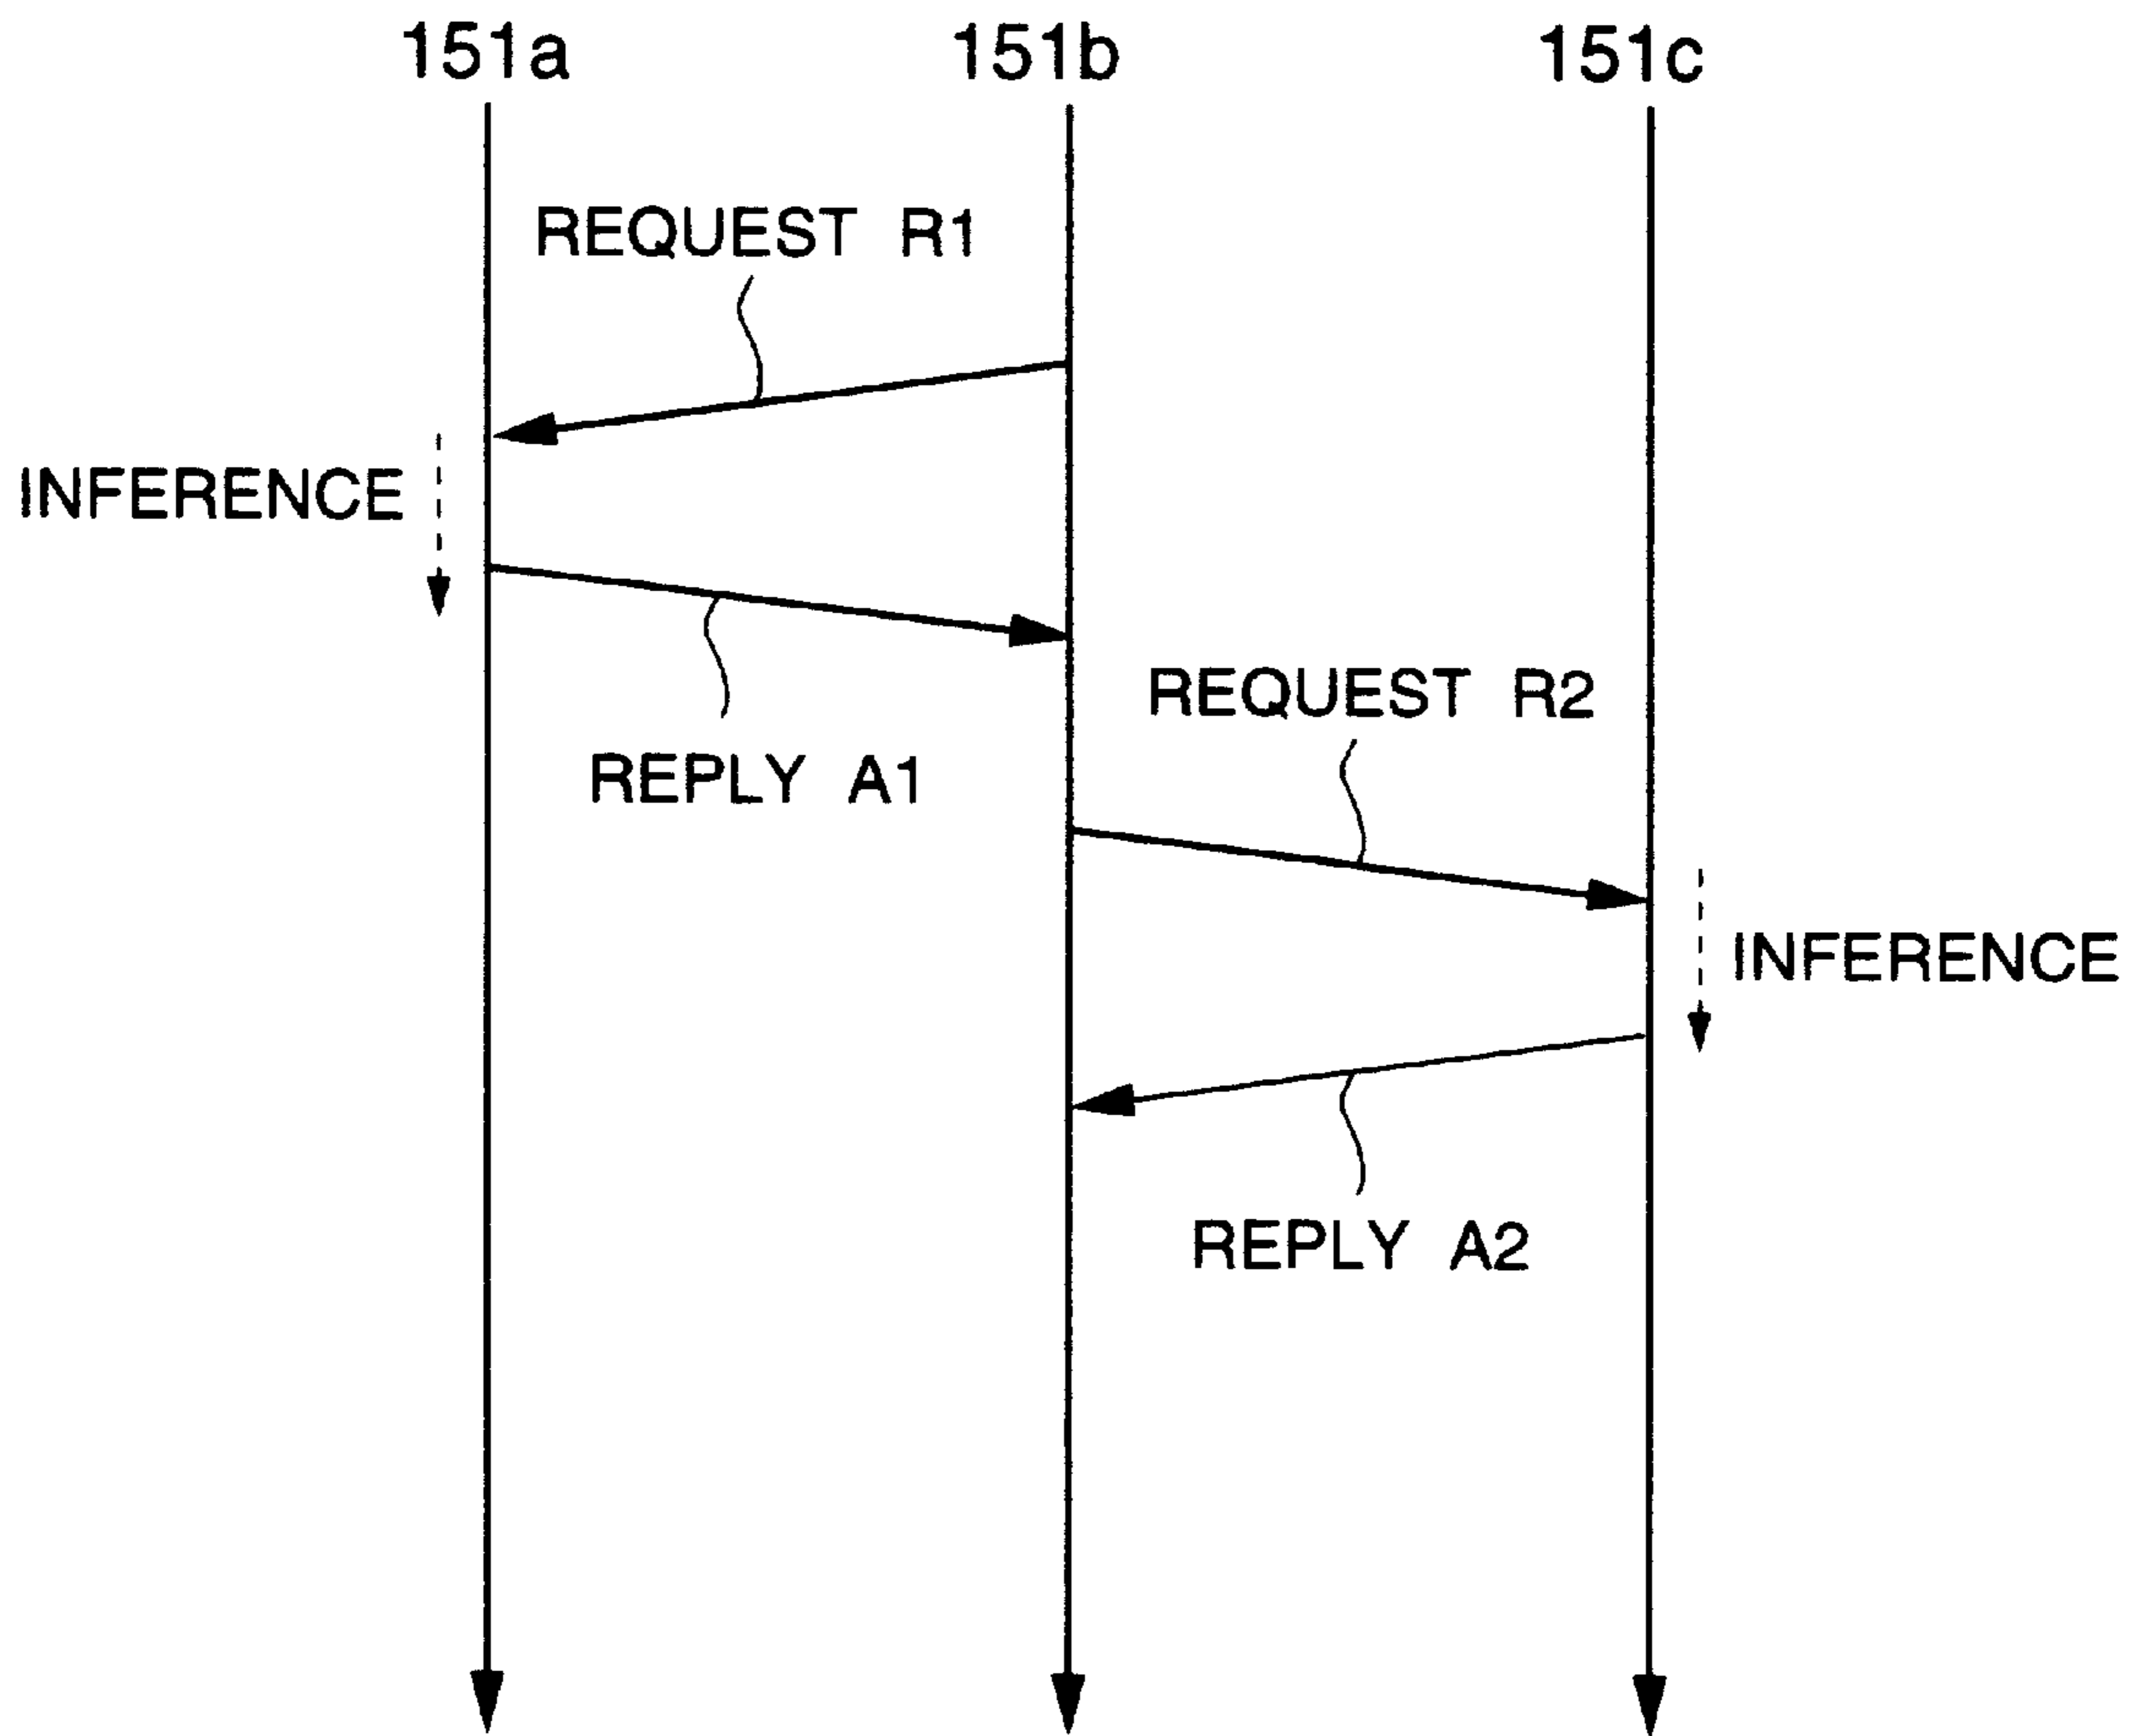 151a
151b
151c
REQUEST R1
INFERENCE
REPLY A1
REQUEST R2
INFERENCE
REPLY A2